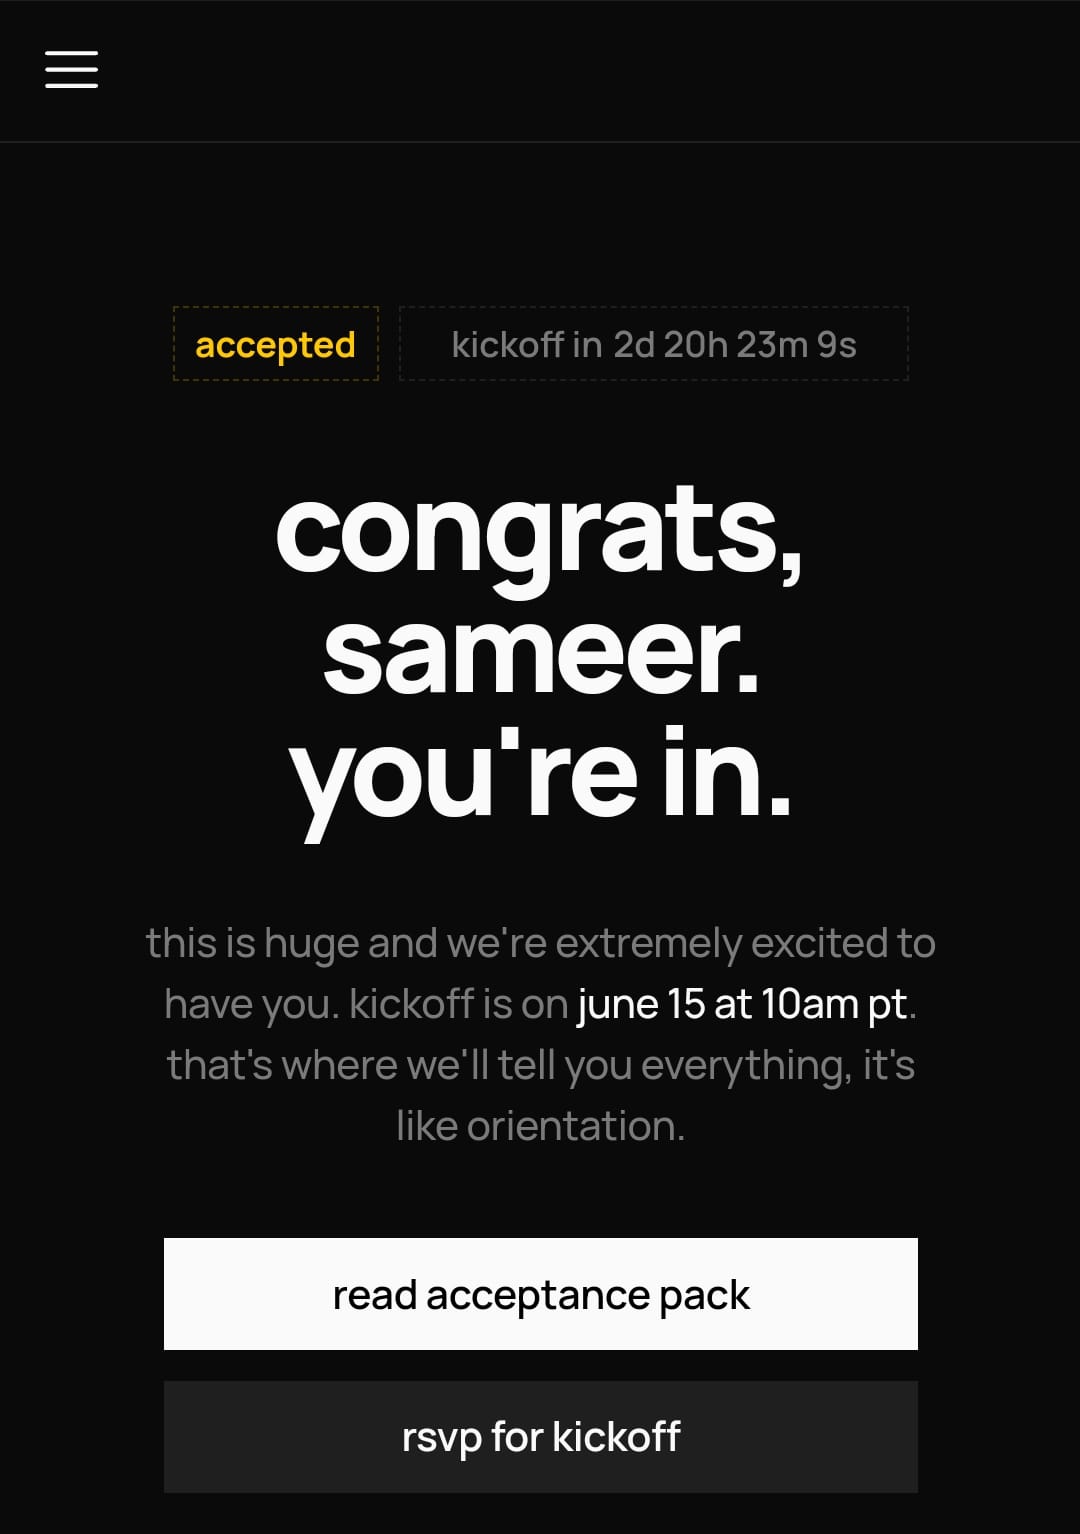 accepted
kickoff in 2d 20h 23m 9s
congrats,
sameer.
you're in.
this is huge and we're extremely excited to
have you. kickoff is on june 15 at 10am pt.
that's where we'll tell you everything, it's
like orientation.
read acceptance pack
rsvp for kickoff